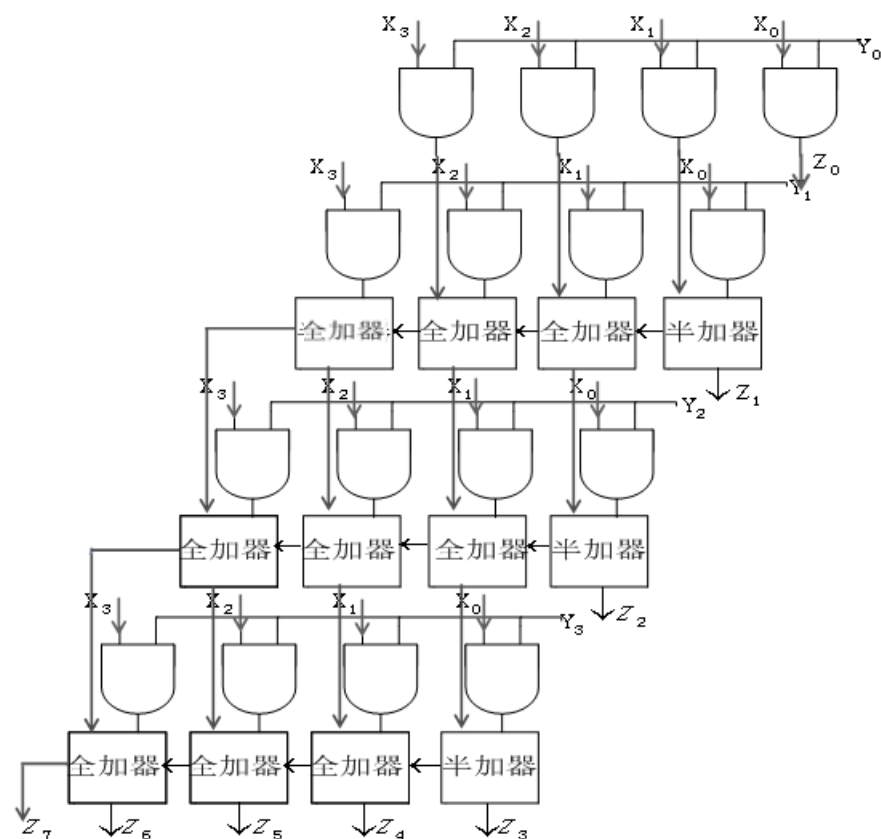 X3 X2 X1 X0
Y0
Z0
X3 X2 X1 X0
Y1
全加器 全加器 全加器 半加器
Z1
X3 X2 X1 X0
Y2
全加器 全加器 全加器 半加器
Z2
X3 X2 X1 X0
Y3
全加器 全加器 全加器 半加器
Z7 Z6 Z5 Z4 Z3